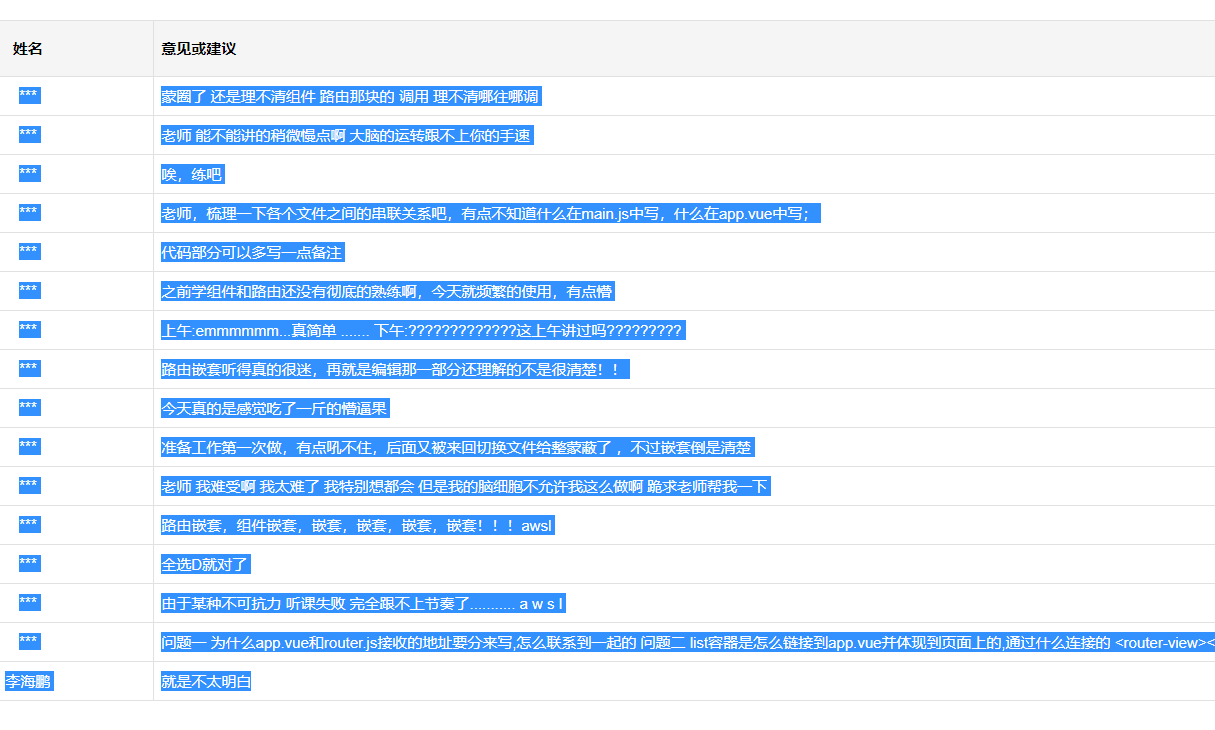 姓名 意见或建议
*** 蒙圈了 还是理不清组件 路由那块的 调用 理不清哪往哪调
*** 老师 能不能讲的稍微慢点啊 大脑的运转跟不上你的手速
*** 唉，练吧
*** 老师，梳理一下各个文件之间的串联关系吧，有点不知道什么在main.js中写，什么在app.vue中写；
*** 代码部分可以多写一点备注
*** 之前学组件和路由还没有彻底的熟练啊，今天就频繁的使用，有点懵
*** 上午:emmmmmm...真简单 ....... 下午:?????????????这上午讲过吗?????????
*** 路由嵌套听得真的很迷，再就是编辑那一部分还理解的不是很清楚！！
*** 今天真的是感觉吃了一斤的懵逼果
*** 准备工作第一次做，有点吼不住，后面又被来回切换文件给整蒙蔽了 ，不过嵌套倒是清楚
*** 老师 我难受啊 我太难了 我特别想都会 但是我的脑细胞不允许我这么做啊 跪求老师帮我一下
*** 路由嵌套，组件嵌套，嵌套，嵌套，嵌套，嵌套！！！awsl
*** 全选D就对了
*** 由于某种不可抗力 听课失败 完全跟不上节奏了........... a w s l
*** 问题一 为什么app.vue和router.js接收的地址要分来写,怎么联系到一起的 问题二 list容器是怎么链接到app.vue并体现到页面上的,通过什么连接的 <router-view><
李海鹏 就是不太明白